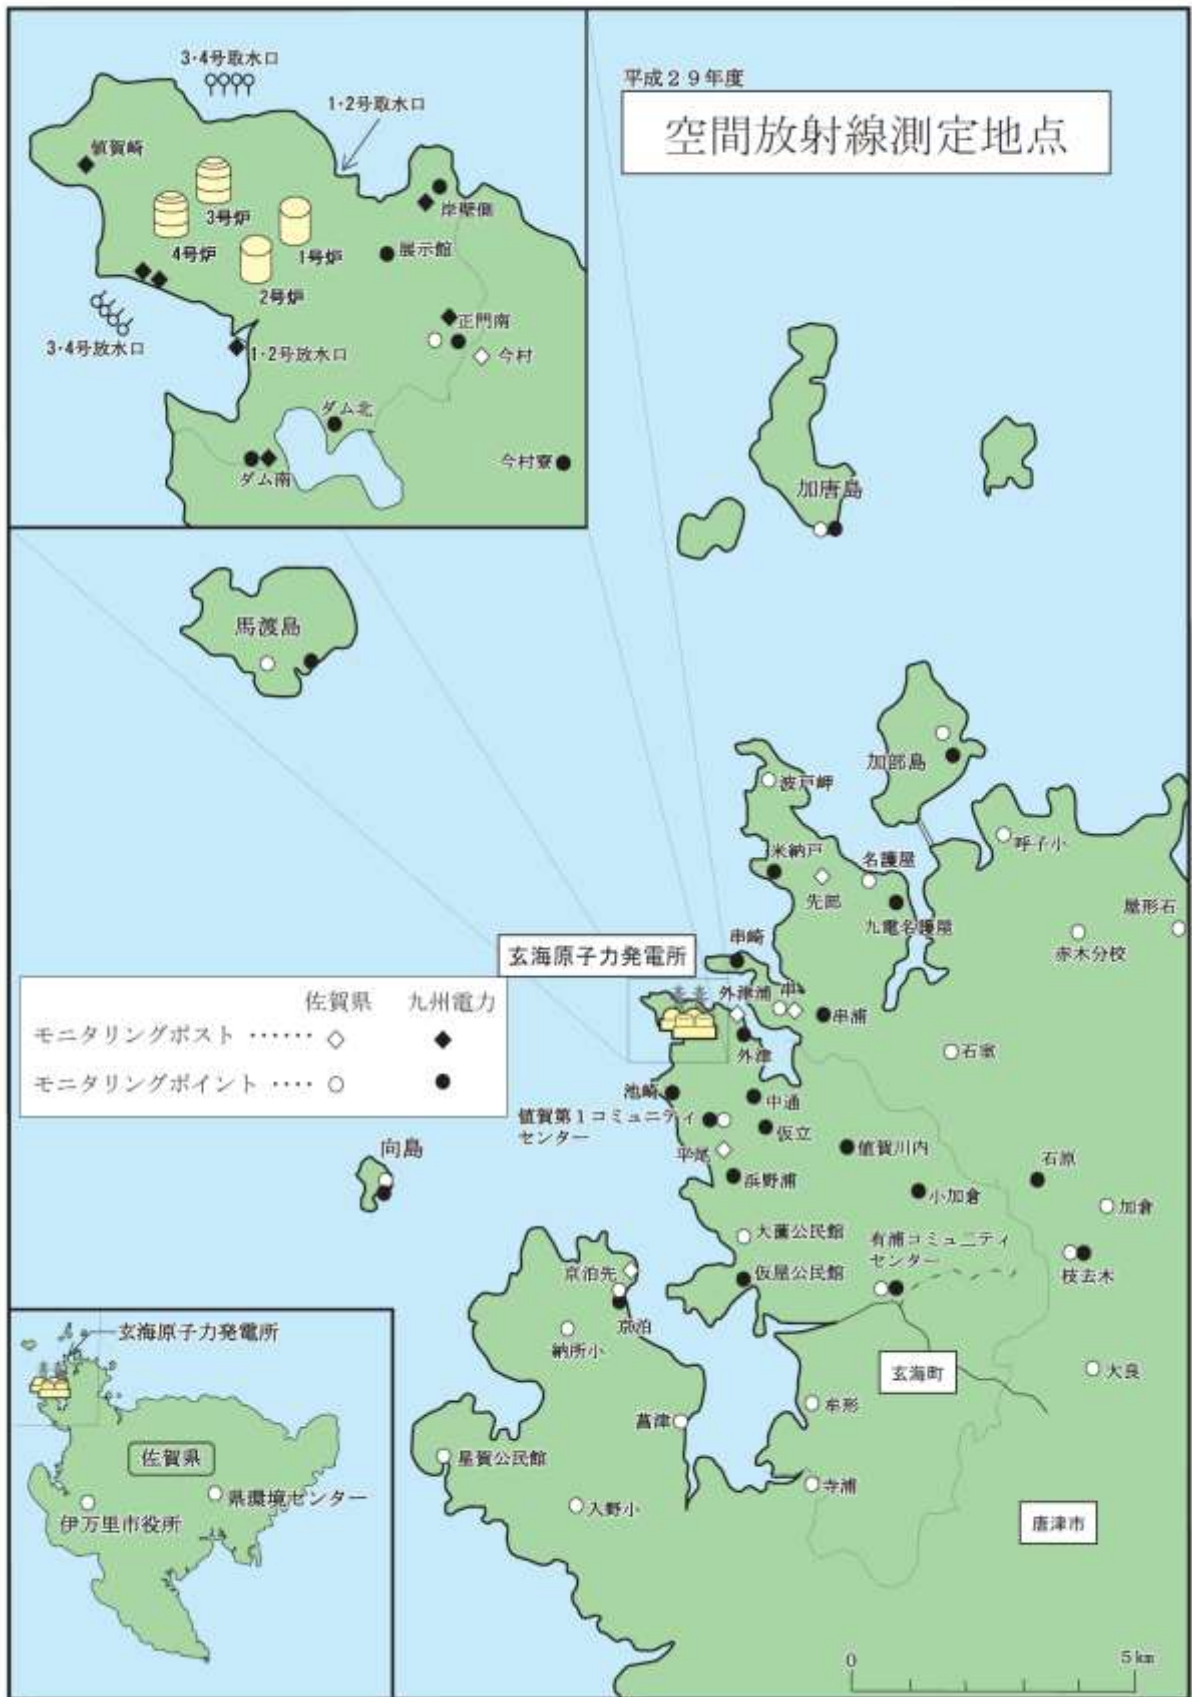 平成２９年度
空間放射線測定地点
3･4号取水口
1･2号取水口
値賀崎
3号炉
4号炉
1号炉
2号炉
岸壁側
展示館
正門南
今村
3･4号放水口
1･2号放水口
ダム北
ダム南
今村寮
加唐島
馬渡島
加部島
波戸岬
呼子小
米納戸
名護屋
先部
九電名護屋
屋形石
赤木分校
串崎
玄海原子力発電所
外津浦
串
串浦
外津
石室
佐賀県　九州電力
モニタリングポスト ‥‥‥ ◇ ◆
モニタリングポイント ‥‥ ○ ●
池崎
中通
値賀第１コミュニティ
センター
仮立
値賀川内
平尾
石原
向島
浜野浦
小加倉
加倉
大薗公民館
有浦コミュニティ
センター
枝去木
京泊先
仮屋公民館
京泊
納所小
玄海町
大良
牟形
菖津
星賀公民館
寺浦
入野小
唐津市
玄海原子力発電所
佐賀県
県環境センター
伊万里市役所
0
5km